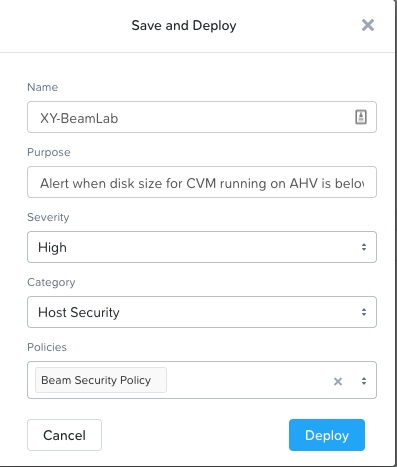 Save and Deploy
Name
XY-BeamLab
Purpose
Alert when disk size for CVM running on AHV is
Severity
High
Category
Host Security
Policies
Beam Security Policy
Cancel
Deploy